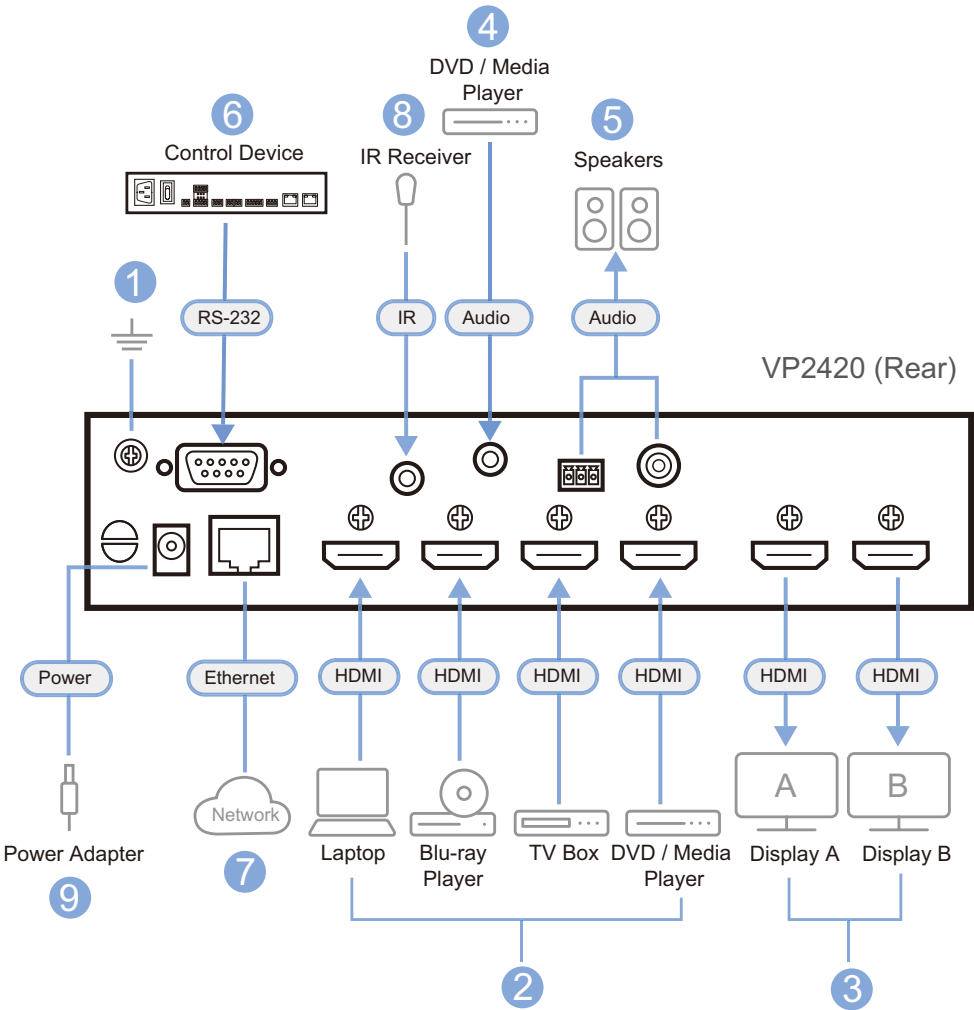 4
DVD / Media
Player
6
8
5
Control Device
IR Receiver
Speakers
1
RS-232
IR
Audio
Audio
VP2420 (Rear)
Power
Ethernet
HDMI
HDMI
HDMI
HDMI
HDMI
HDMI
A
B
Network
Power Adapter
Laptop
Blu-ray
Player
TV Box
DVD / Media
Player
Display A
Display B
9
7
2
3